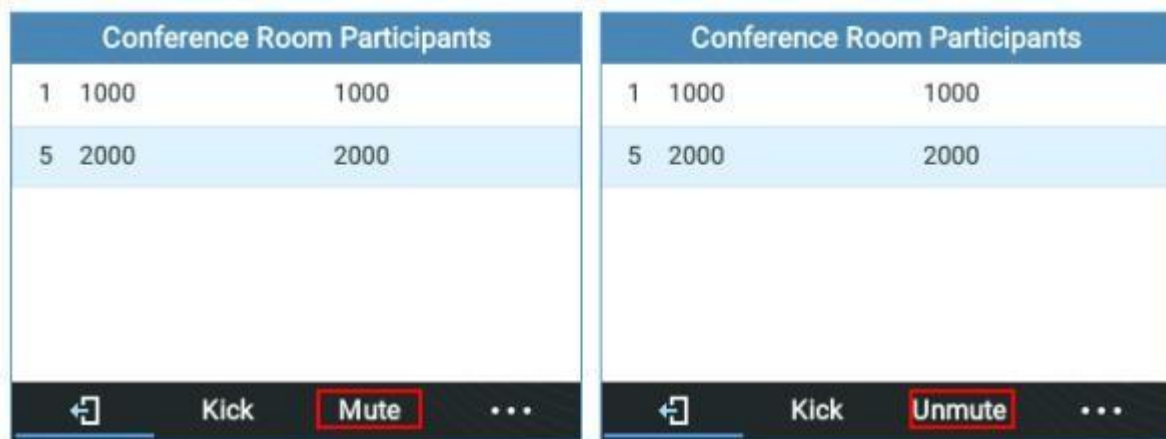 Conference Room Participants
1 1000 1000
5 2000 2000
Kick Mute ...
Conference Room Participants
1 1000 1000
5 2000 2000
Kick Unmute ...